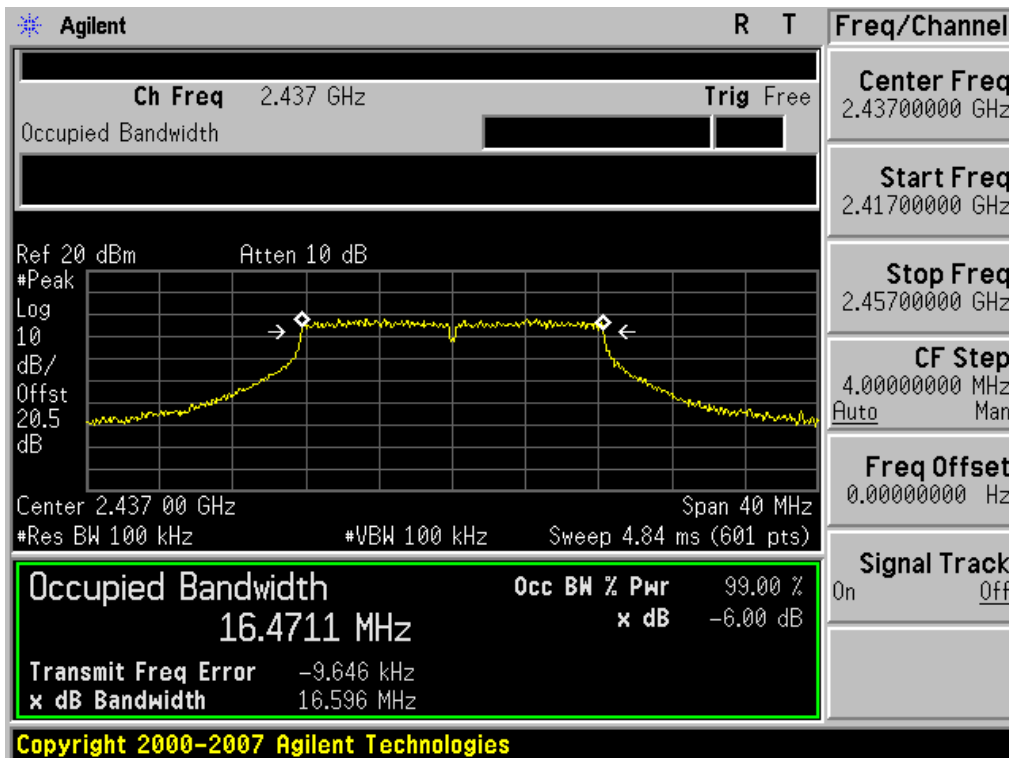 Agilent R T Freq/Channel
Ch Freq 2.437 GHz Trig Free
Occupied Bandwidth
Center Freq
2.43700000 GHz
Start Freq
2.41700000 GHz
Stop Freq
2.45700000 GHz
CF Step
4.00000000 MHz
Auto Man
Freq Offset
0.00000000 Hz
Signal Track
On Off
Ref 20 dBm Atten 10 dB
#Peak
Log
10
dB/
Offst
20.5
dB
Center 2.437 00 GHz Span 40 MHz
#Res BW 100 kHz #VBW 100 kHz Sweep 4.84 ms (601 pts)
Occupied Bandwidth Occ BW % Pwr 99.00 %
16.4711 MHz x dB -6.00 dB
Transmit Freq Error -9.646 kHz
x dB Bandwidth 16.596 MHz
Copyright 2000-2007 Agilent Technologies